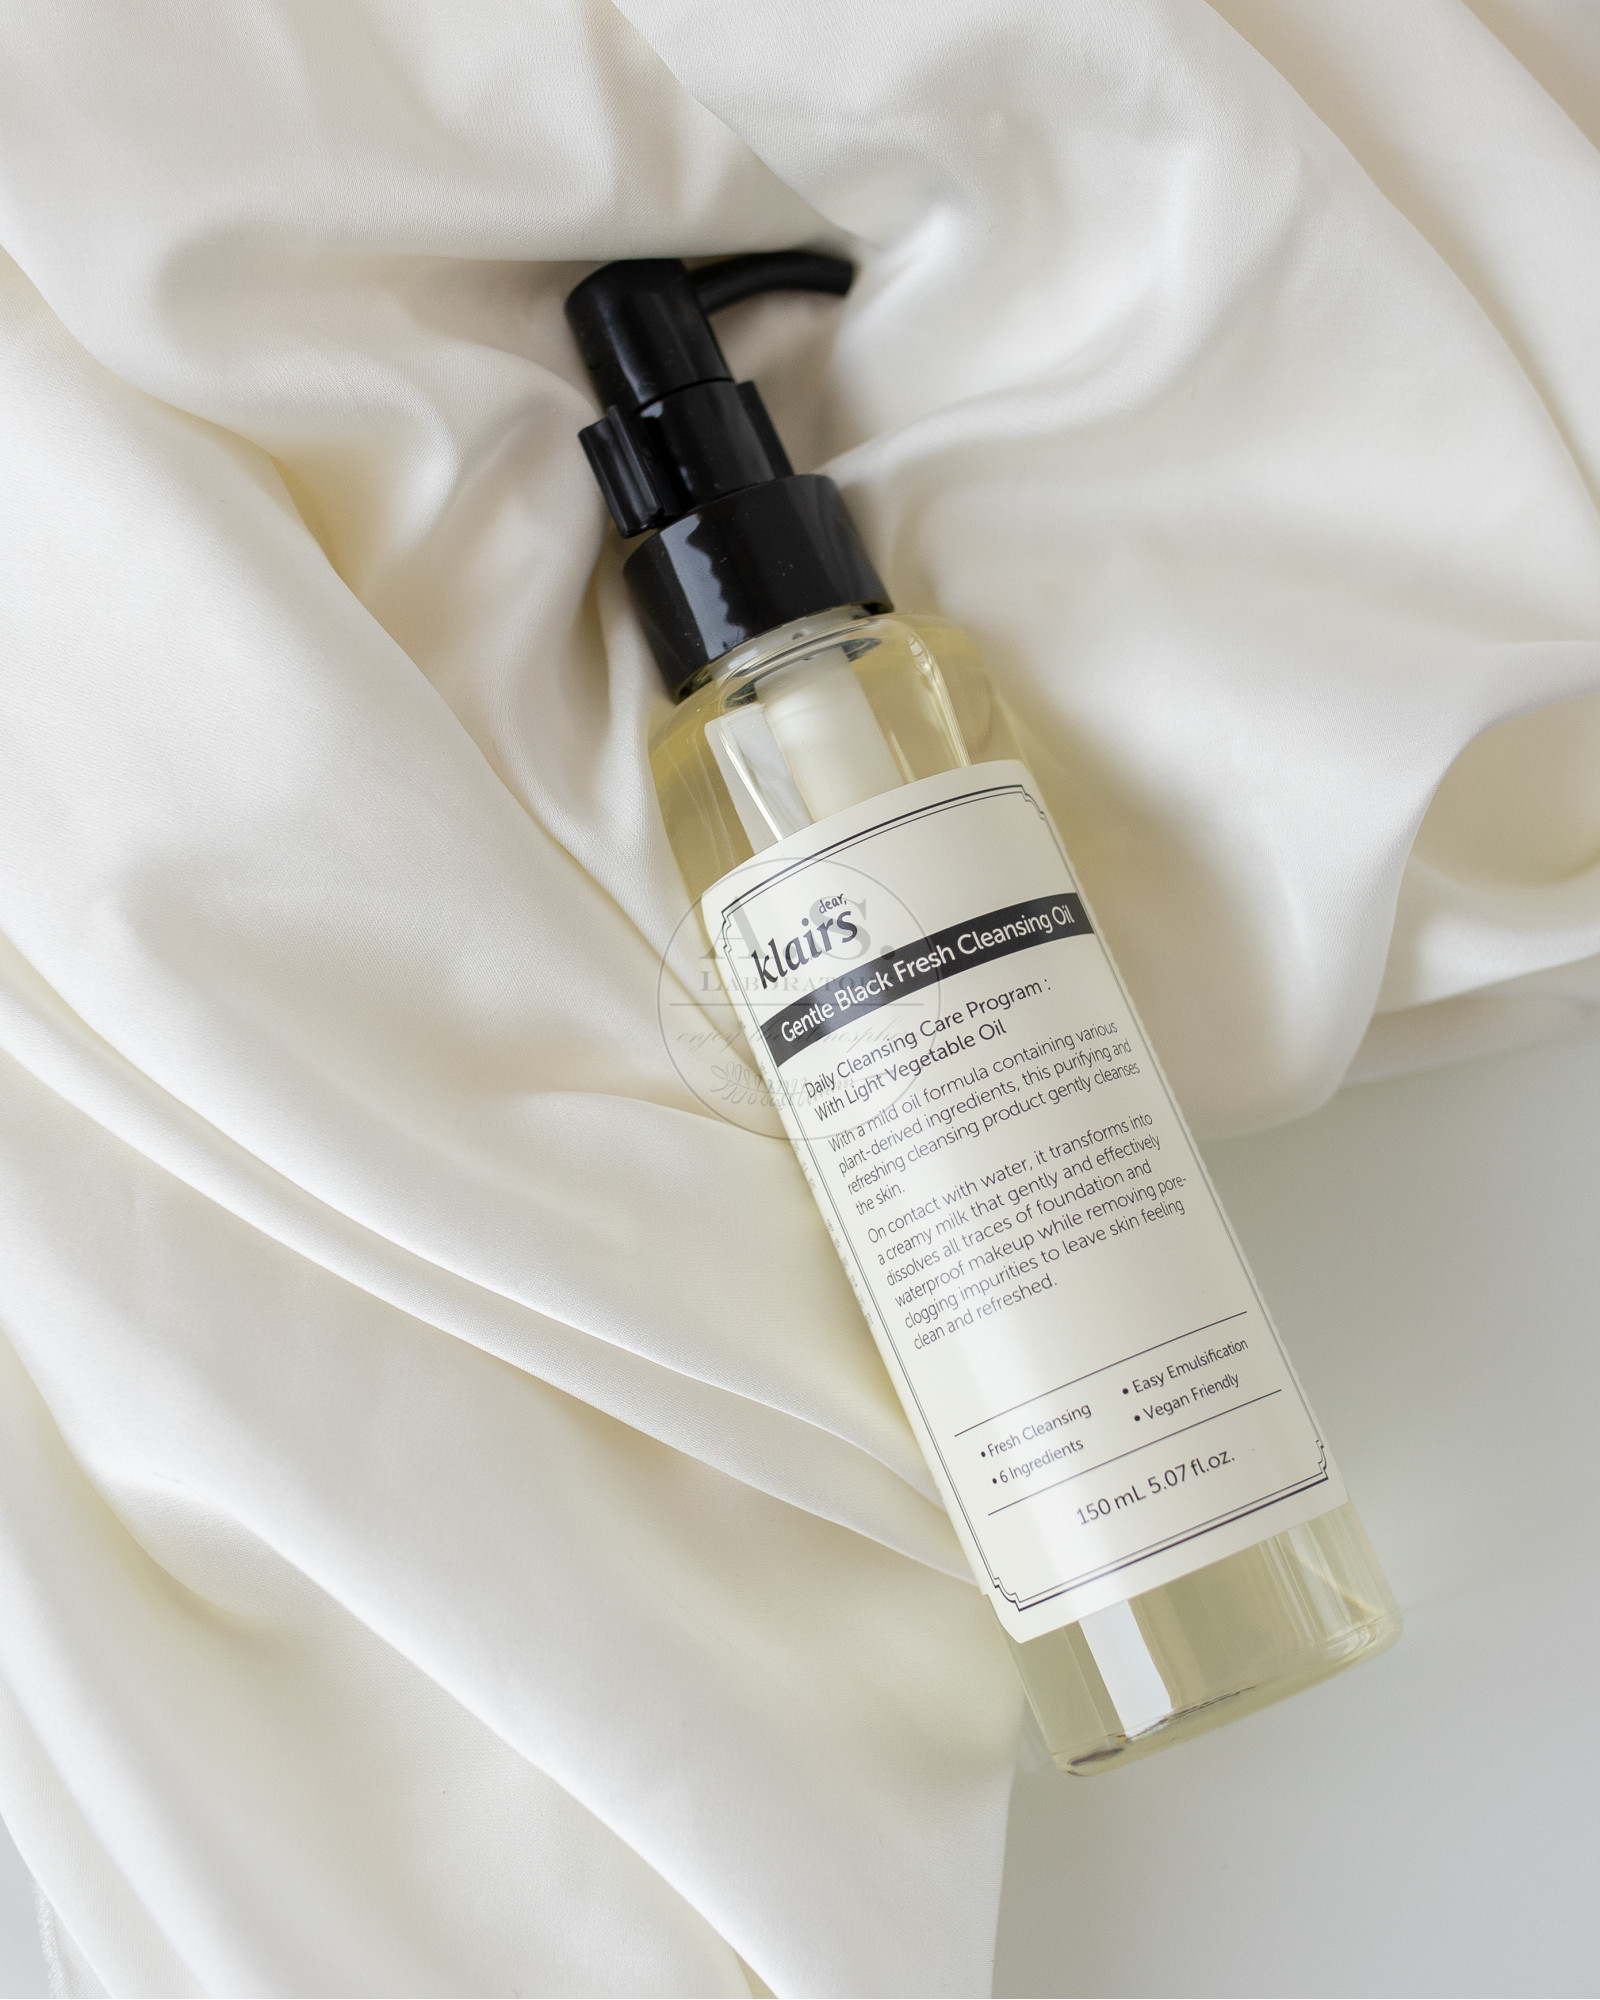 dear,
klairs
Gentle Black Fresh Cleansing Oil
Daily Cleansing Care Program :
With Light Vegetable Oil
With a mild oil formula containing various
plant-derived ingredients, this purifying and
refreshing cleansing product gently cleanses
the skin.
On contact with water, it transforms into
a creamy milk that gently and effectively
dissolves all traces of foundation and
waterproof makeup while removing pore-
clogging impurities to leave skin feeling
clean and refreshed.
• Fresh Cleansing
• Easy Emulsification
• 6 Ingredients
• Vegan Friendly
150 mL 5.07 fl.oz.
A.S.
enjoy the